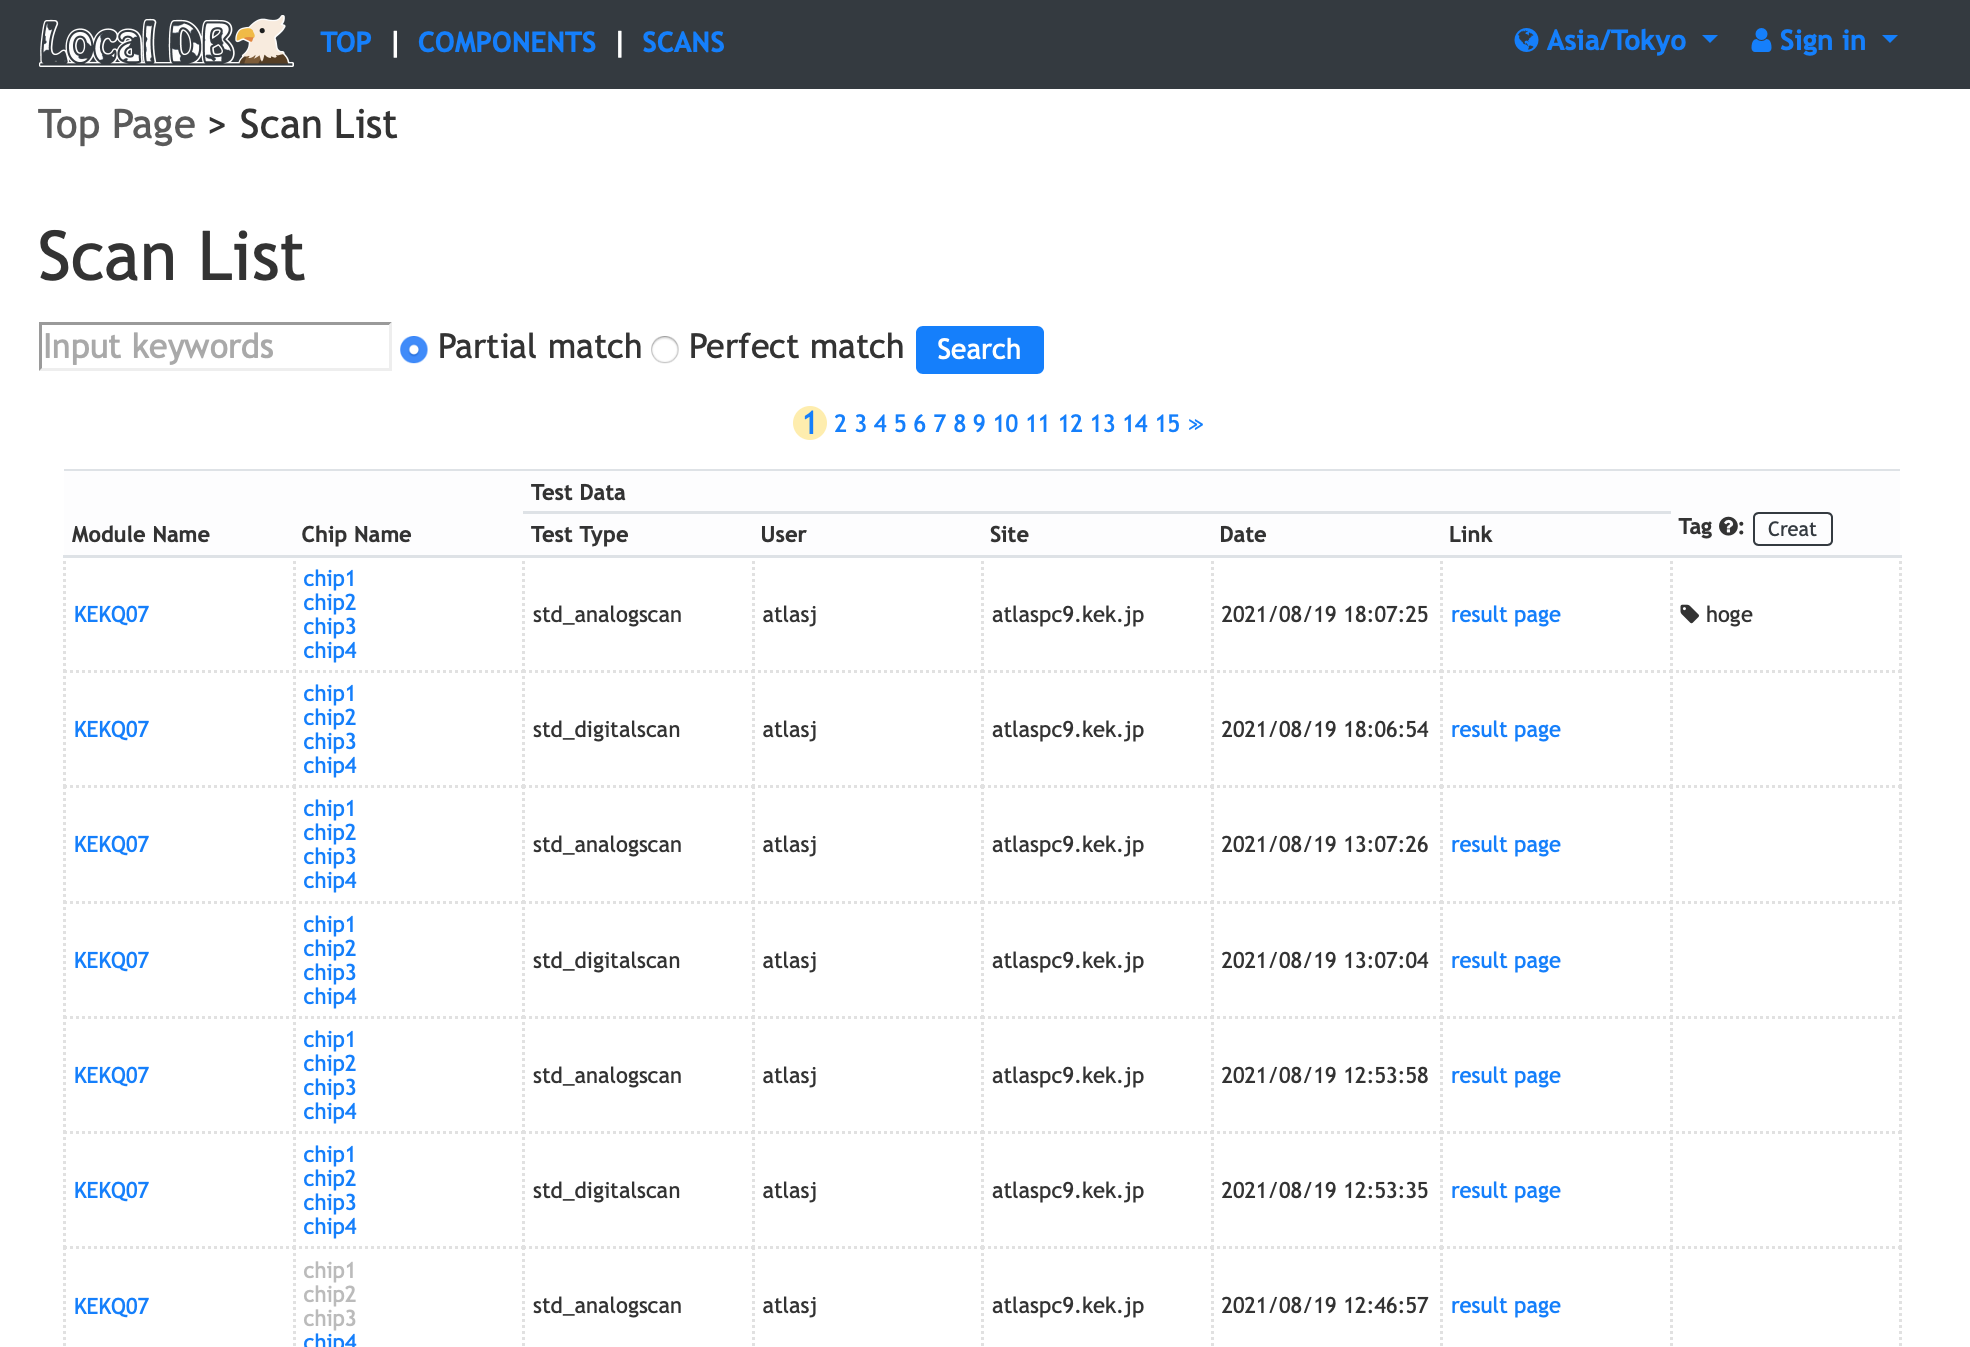 Local DB TOP | COMPONENTS | SCANS Asia/Tokyo Sign in
Top Page > Scan List
Scan List
Input keywords Partial match Perfect match Search
1 2 3 4 5 6 7 8 9 10 11 12 13 14 15 »
Test Data
Module Name Chip Name Test Type User Site Date Link Tag ?: Creat
chip1
chip2
KEKQ07 std_analogscan atlasj atlaspc9.kek.jp 2021/08/19 18:07:25 result page hoge
chip3
chip4
chip1
chip2
KEKQ07 std_digitalscan atlasj atlaspc9.kek.jp 2021/08/19 18:06:54 result page
chip3
chip4
chip1
chip2
KEKQ07 std_analogscan atlasj atlaspc9.kek.jp 2021/08/19 13:07:26 result page
chip3
chip4
chip1
chip2
KEKQ07 std_digitalscan atlasj atlaspc9.kek.jp 2021/08/19 13:07:04 result page
chip3
chip4
chip1
chip2
KEKQ07 std_analogscan atlasj atlaspc9.kek.jp 2021/08/19 12:53:58 result page
chip3
chip4
chip1
chip2
KEKQ07 std_digitalscan atlasj atlaspc9.kek.jp 2021/08/19 12:53:35 result page
chip3
chip4
chip1
chip2
KEKQ07 std_analogscan atlasj atlaspc9.kek.jp 2021/08/19 12:46:57 result page
chip3
chip4